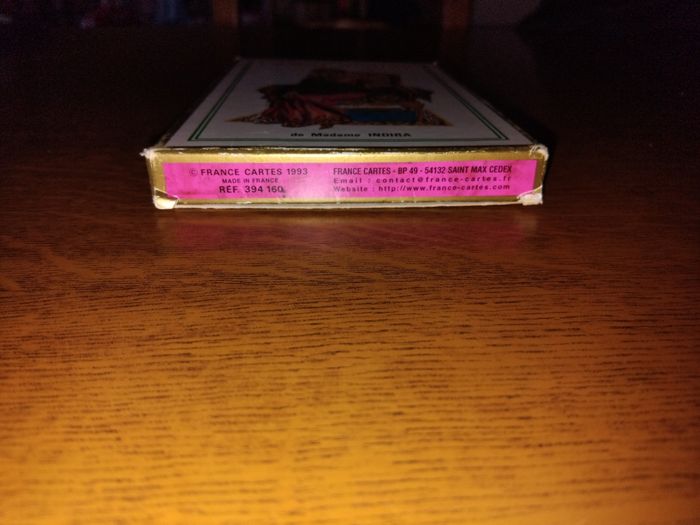 de Madame INDIRA
© FRANCE CARTES 1993
MADE IN FRANCE
RÉF. 394 160
FRANCE CARTES - BP 49 - 54132 SAINT MAX CEDEX
Email : contact@france-cartes.fr
Website : http://www.france-cartes.com